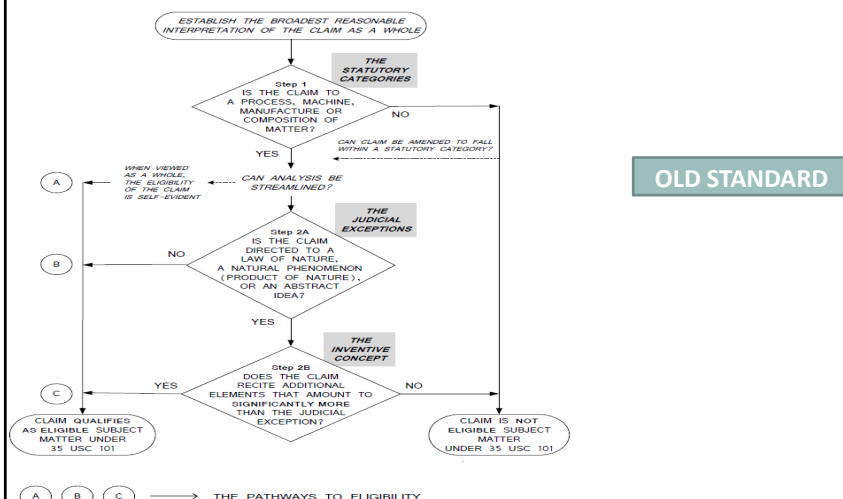 ESTABLISH THE BROADEST REASONABLE
INTERPRETATION OF THE CLAIM AS A WHOLE
THE
STATUTORY
CATEGORIES
Step 1
IS THE CLAIM TO
A PROCESS, MACHINE,
MANUFACTURE OR
COMPOSITION OF
MATTER?
NO
YES
CAN CLAIM BE AMENDED TO FALL
WITHIN A STATUTORY CATEGORY?
OLD STANDARD
A
WHEN VIEWED
AS A WHOLE,
THE ELIGIBILITY
OF THE CLAIM
IS SELF-EVIDENT
CAN ANALYSIS BE
STREAMLINED?
THE
JUDICIAL
EXCEPTIONS
Step 2A
IS THE CLAIM
DIRECTED TO A
LAW OF NATURE,
A NATURAL PHENOMENON
(PRODUCT OF NATURE),
OR AN ABSTRACT
IDEA?
NO
B
YES
THE
INVENTIVE
CONCEPT
Step 2B
DOES THE CLAIM
RECITE ADDITIONAL
ELEMENTS THAT AMOUNT TO
SIGNIFICANTLY MORE
THAN THE JUDICIAL
EXCEPTION?
YES
NO
C
CLAIM QUALIFIES
AS ELIGIBLE SUBJECT
MATTER UNDER
35 USC 101
CLAIM IS NOT
ELIGIBLE SUBJECT
MATTER
UNDER 35 USC 101
A B C THE PATHWAYS TO ELIGIBILITY